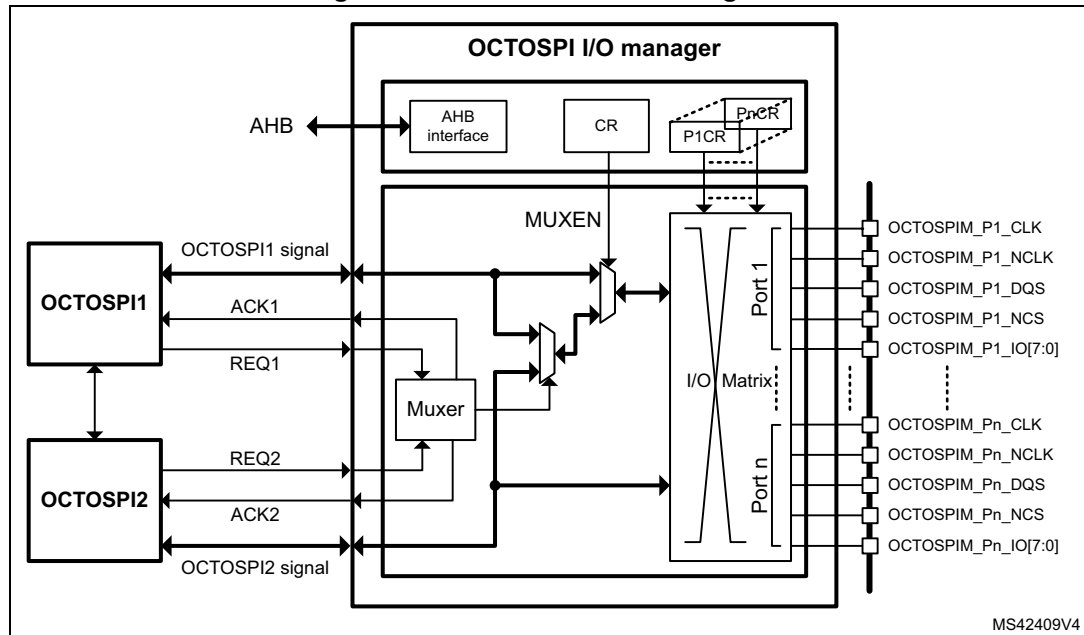 OCTOSPI I/O manager
AHB
AHB
interface
CR
P1CR
PnCR
MUXEN
OCTOSPI1 signal
OCTOSPI1
ACK1
REQ1
Muxer
REQ2
OCTOSPI2
ACK2
OCTOSPI2 signal
I/O Matrix
Port 1
Port n
OCTOSPIM_P1_CLK
OCTOSPIM_P1_NCLK
OCTOSPIM_P1_DQS
OCTOSPIM_P1_NCS
OCTOSPIM_P1_IO[7:0]
OCTOSPIM_Pn_CLK
OCTOSPIM_Pn_NCLK
OCTOSPIM_Pn_DQS
OCTOSPIM_Pn_NCS
OCTOSPIM_Pn_IO[7:0]
MS42409V4